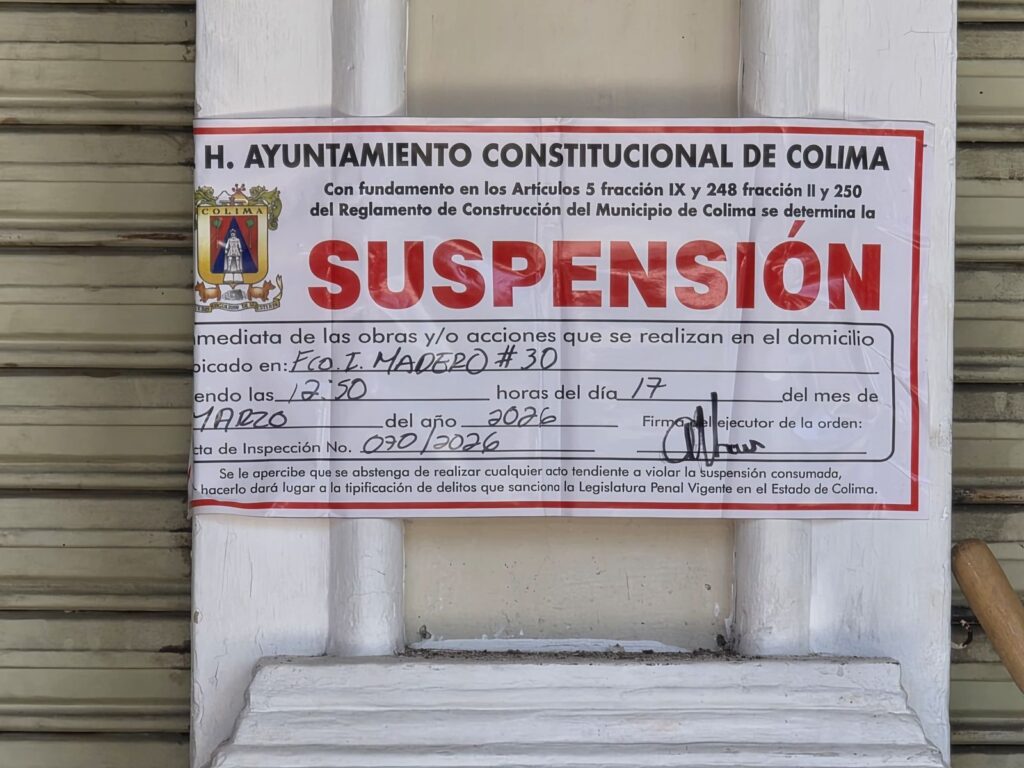 H. AYUNTAMIENTO CONSTITUCIONAL DE COLIMA
Con fundamento en los Artículos 5 fracción IX y 248 fracción II y 250
del Reglamento de Construcción del Municipio de Colima se determina la
COLIMA
SUSPENSIÓN
nmediata de las obras y/o acciones que se realizan en el domicilio
bicado en: FCO. I. MADERO #30
endo las 12:50 horas del día 17 del mes de
MARZO del año 2026 Firma del ejecutor de la orden:
cta de Inspección No. 070/2026
Se le apercibe que se abstenga de realizar cualquier acto tendiente a violar la suspensión consumada,
hacerlo dará lugar a la tipificación de delitos que sanciona la Legislatura Penal Vigente en el Estado de Colima.